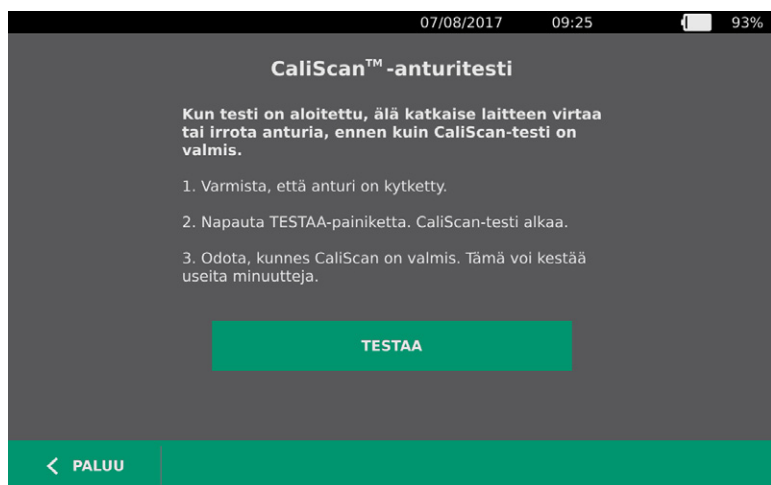 07/08/2017 09:25 93%
CaliScan™-anturitesti
Kun testi on aloitettu, älä katkaise laitteen virtaa
tai irrota anturia, ennen kuin CaliScan-testi on
valmis.
1. Varmista, että anturi on kytketty.
2. Napauta TESTAA-painiketta. CaliScan-testi alkaa.
3. Odota, kunnes CaliScan on valmis. Tämä voi kestää
useita minuutteja.
TESTAA
PALUU